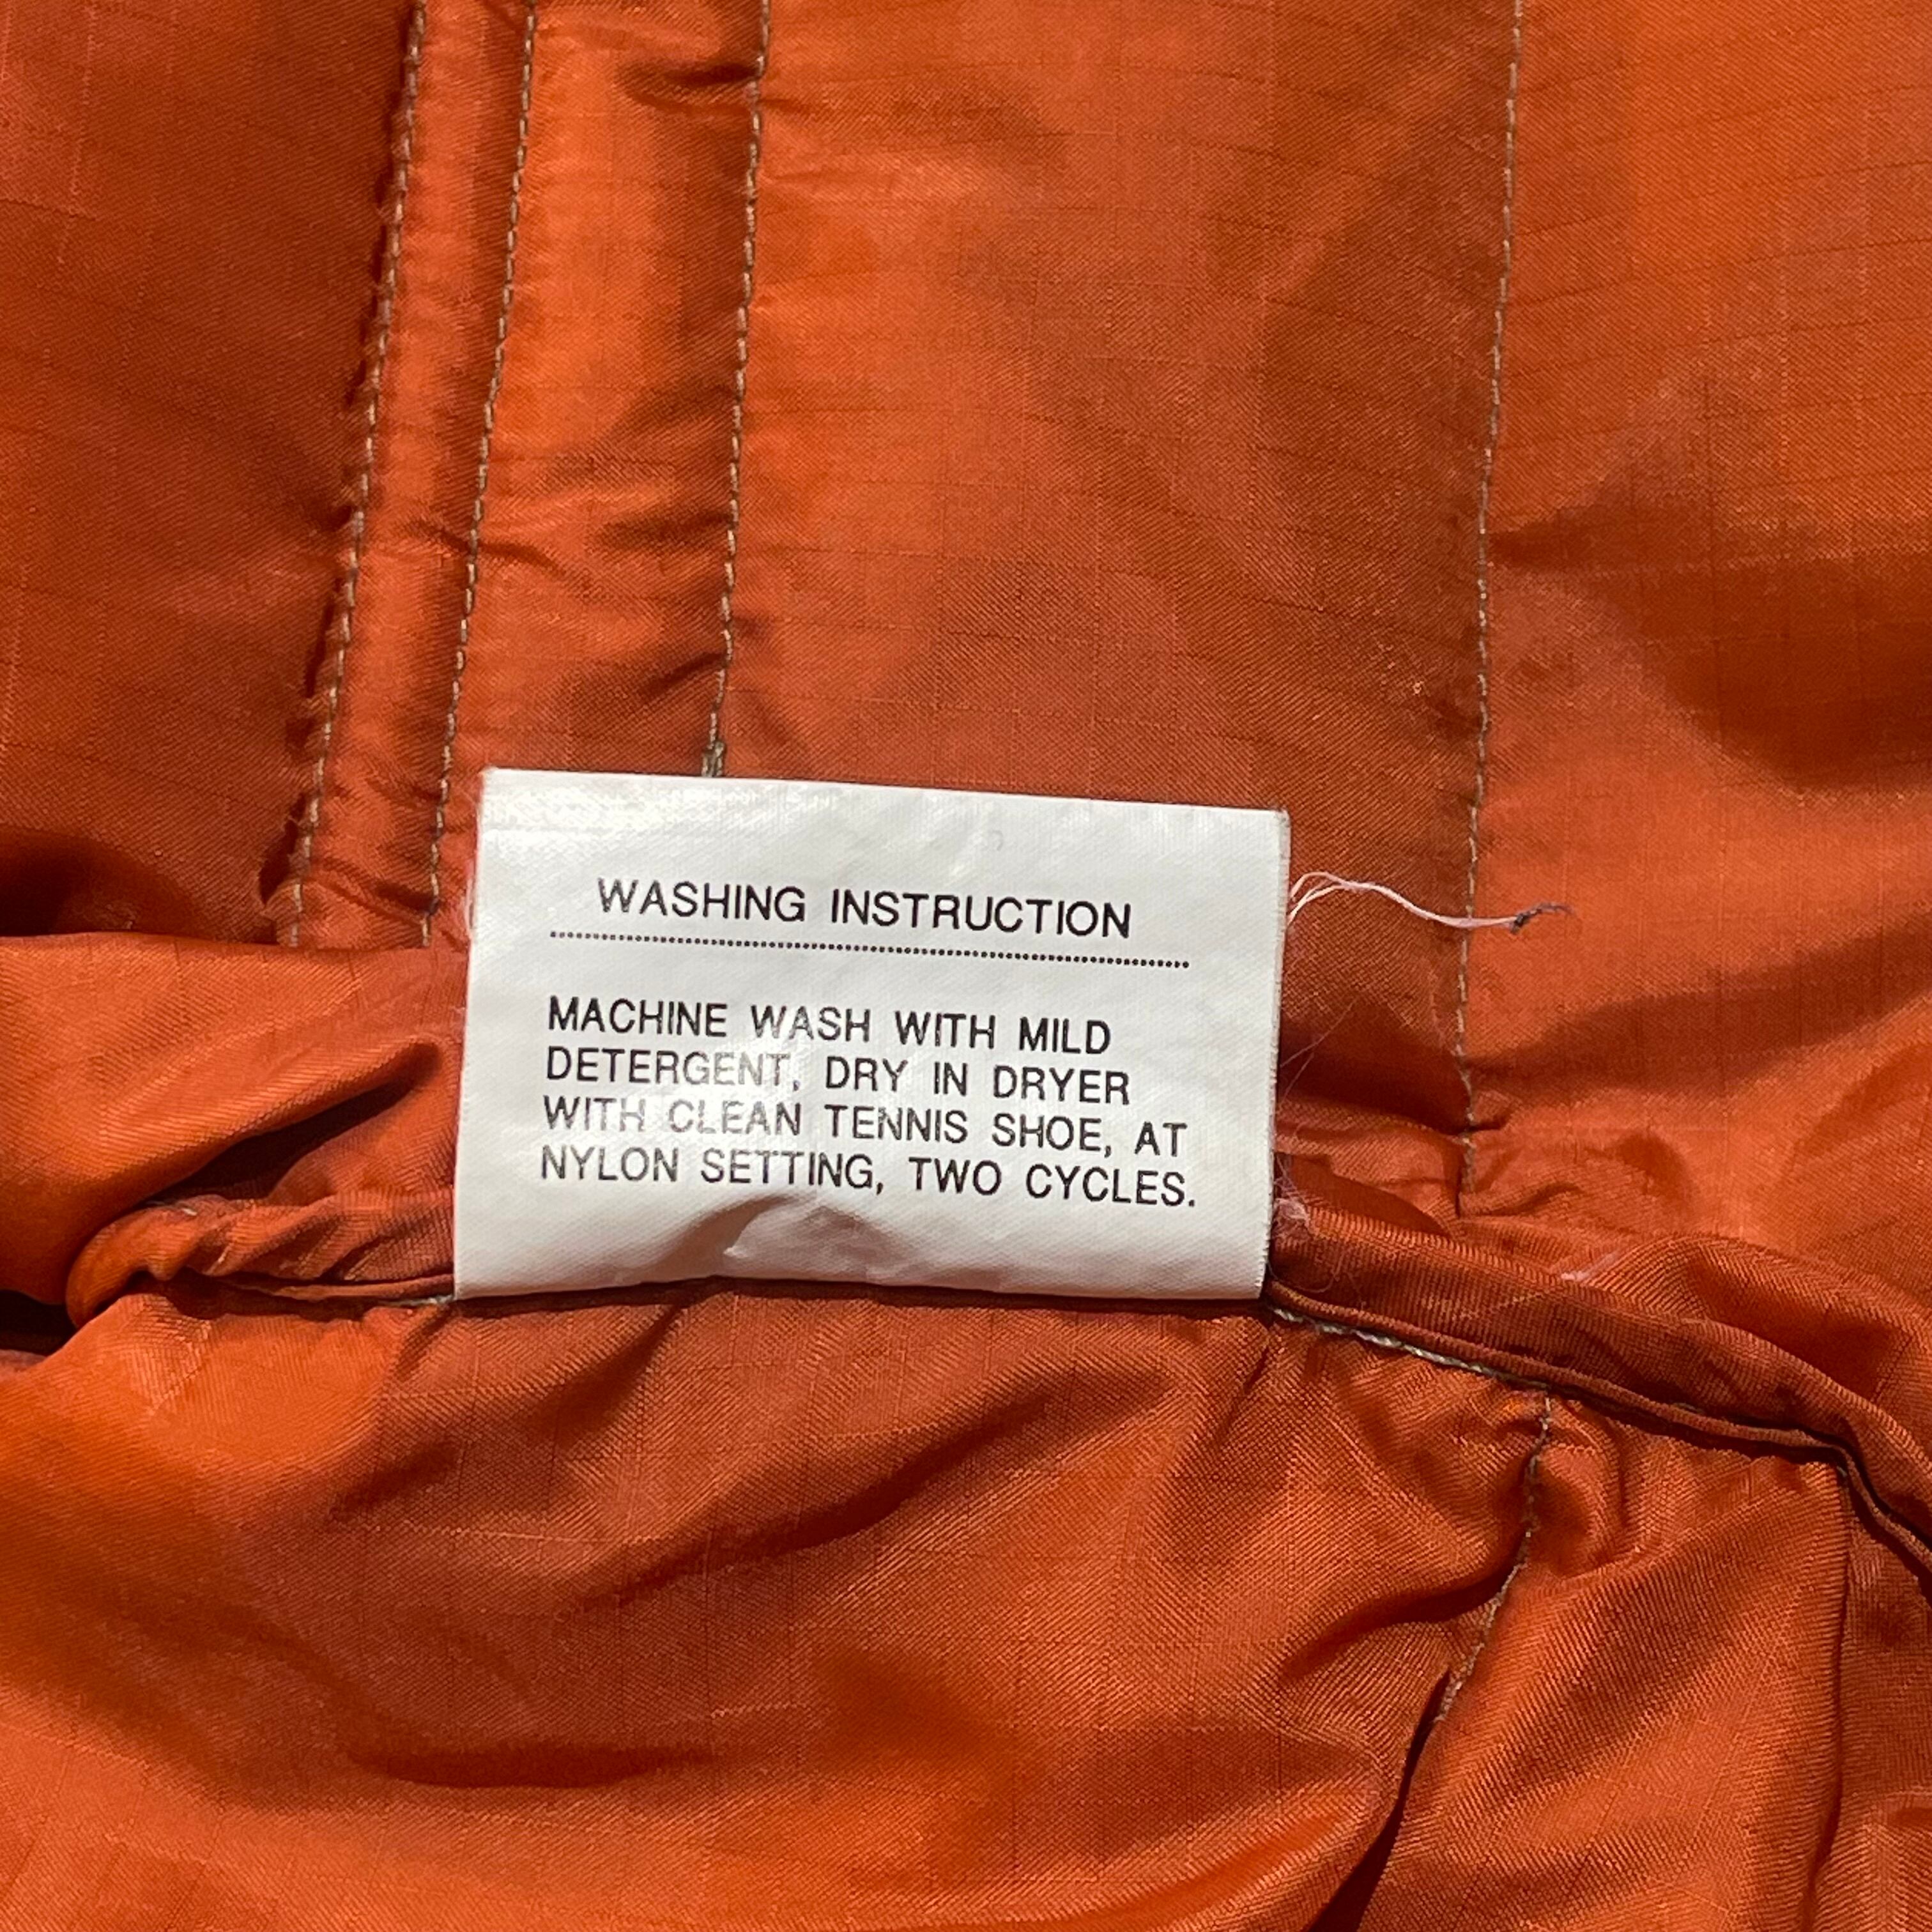 WASHING INSTRUCTION
MACHINE WASH WITH MILD
DETERGENT, DRY IN DRYER
WITH CLEAN TENNIS SHOE, AT
NYLON SETTING, TWO CYCLES.